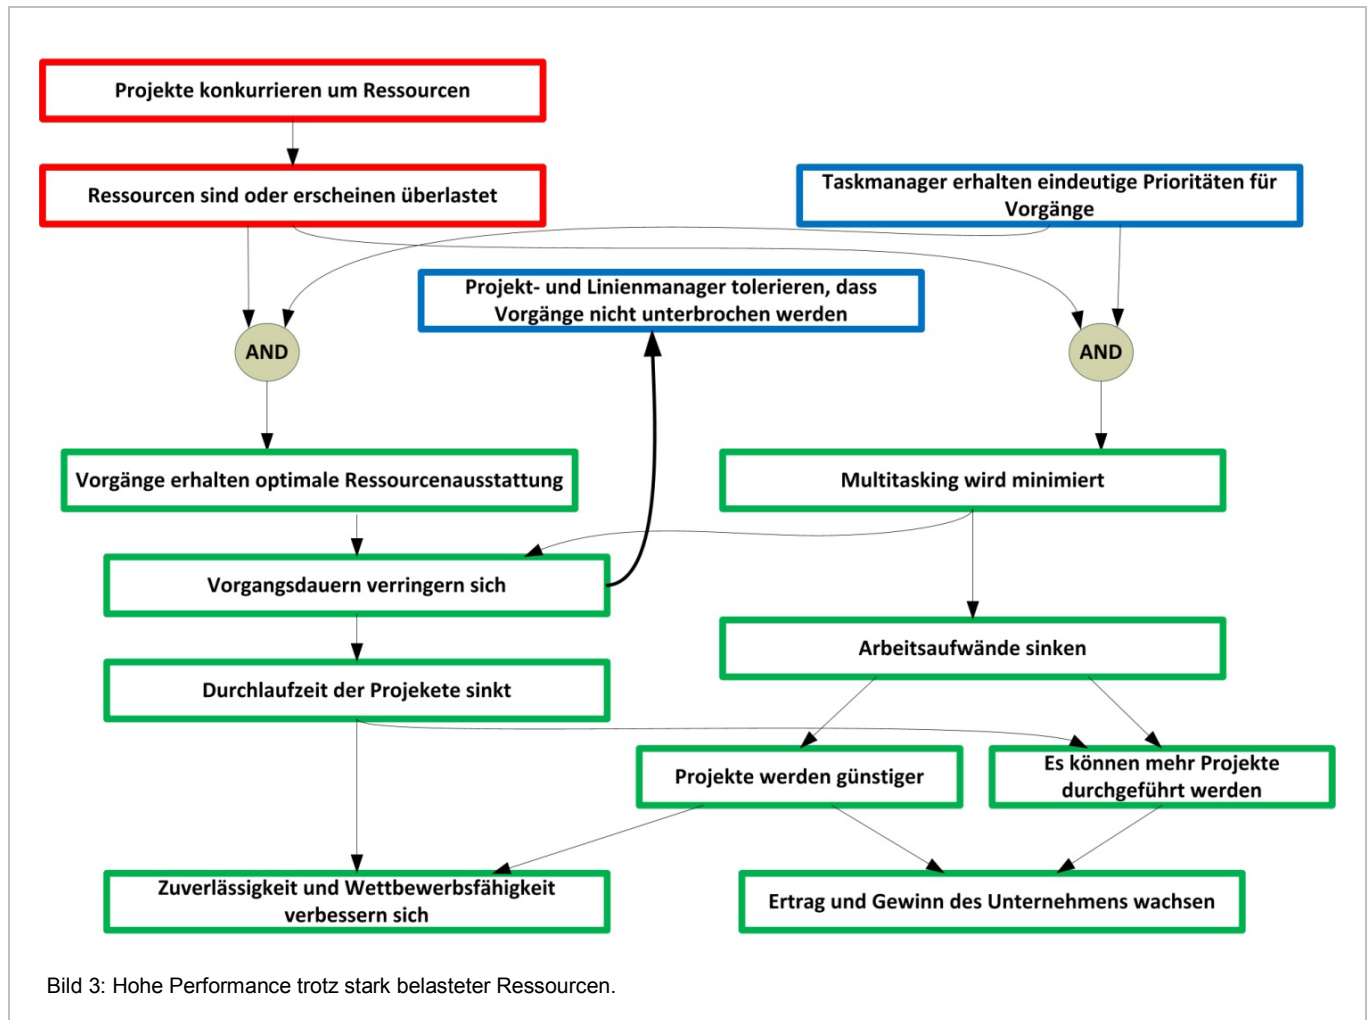 Projekte konkurrieren um Ressourcen
Ressourcen sind oder erscheinen überlastet
Taskmanager erhalten eindeutige Prioritäten für
Vorgänge
Projekt- und Linienmanager tolerieren, dass
Vorgänge nicht unterbrochen werden
AND
AND
Vorgänge erhalten optimale Ressourcenausstattung
Multitasking wird minimiert
Vorgangsdauern verringern sich
Arbeitsaufwände sinken
Durchlaufzeit der Projekete sinkt
Projekte werden günstiger
Es können mehr Projekte
durchgeführt werden
Zuverlässigkeit und Wettbewerbsfähigkeit
verbessern sich
Ertrag und Gewinn des Unternehmens wachsen
Bild 3: Hohe Performance trotz stark belasteter Ressourcen.